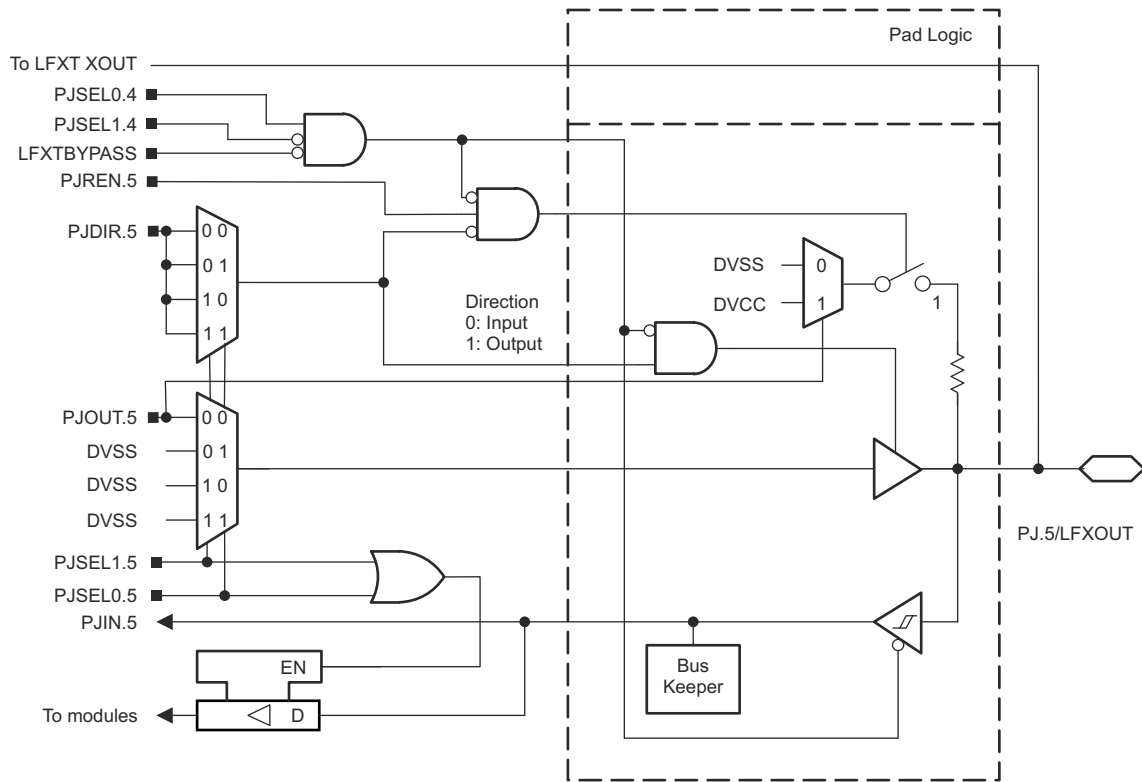 Pad Logic
To LFXT XOUT
PJSEL0.4
PJSEL1.4
LFXTBYPASS
PJREN.5
PJDIR.5
0 0
0 1
1 0
1 1
Direction
0: Input
1: Output
DVSS
0
DVCC
1
1
PJOUT.5
0 0
DVSS
0 1
DVSS
1 0
DVSS
1 1
PJ.5/LFXOUT
PJSEL1.5
PJSEL0.5
PJIN.5
Bus
Keeper
EN
To modules
D